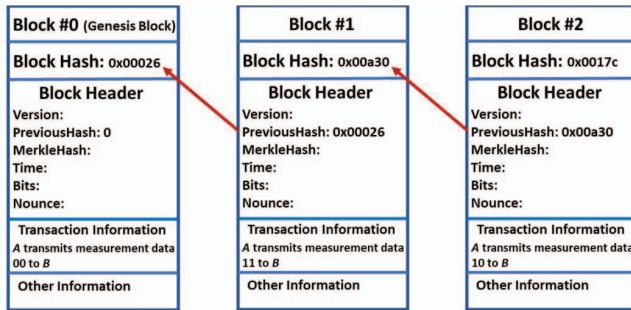 Block #0 (Genesis Block)
Block Hash: 0x00026
Block Header
Version:
PreviousHash: 0
MerkleHash:
Time:
Bits:
Nounce:
Transaction Information
A transmits measurement data
00 to B
Other Information
Block #1
Block Hash: 0x00a30
Block Header
Version:
PreviousHash: 0x00026
MerkleHash:
Time:
Bits:
Nounce:
Transaction Information
A transmits measurement data
11 to B
Other Information
Block #2
Block Hash: 0x0017c
Block Header
Version:
PreviousHash: 0x00a30
MerkleHash:
Time:
Bits:
Nounce:
Transaction Information
A transmits measurement data
10 to B
Other Information